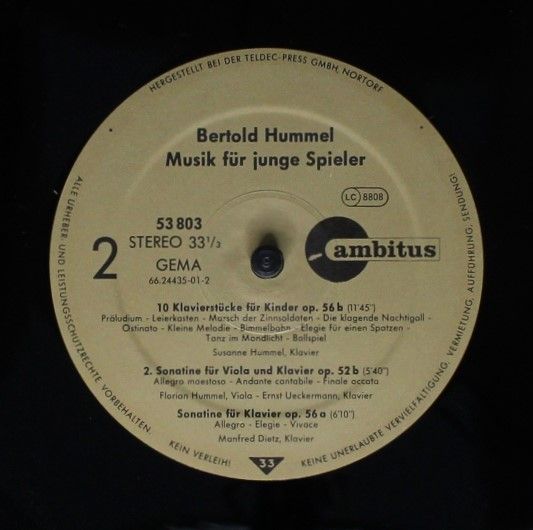 HERGESTELLT BEI DER TELDEC-PRESS GMBH, NORTORF
Bertold Hummel
Musik für junge Spieler
LC 8808
53 803
2
STEREO 33 1/3
GEMA
66.24435-01-2
ambitus
10 Klavierstücke für Kinder op. 56 b (11'45")
Präludium - Leierkasten - Marsch der Zinnsoldaten - Die klagende Nachtigall -
Ostinato - Kleine Melodie - Bimmelbahn - Elegie für einen Spatzen -
Tanz im Mondlicht - Ballspiel
Susanne Hummel, Klavier
2. Sonatine für Viola und Klavier op. 52 b (5'40")
Allegro maestoso - Andante cantabile - Finale accata
Florian Hummel, Viola - Ernst Ueckermann, Klavier
Sonatine für Klavier op. 56 a (6'10")
Allegro - Elegie - Vivace
Manfred Dietz, Klavier
33
ALLE URHEBER- UND LEISTUNGSSCHUTZRECHTE VORBEHALTEN.
KEIN VERLEIH!
KEINE UNERLAUBTE VERVIELFÄLTIGUNG, VERMIETUNG, AUFFÜHRUNG, SENDUNG!